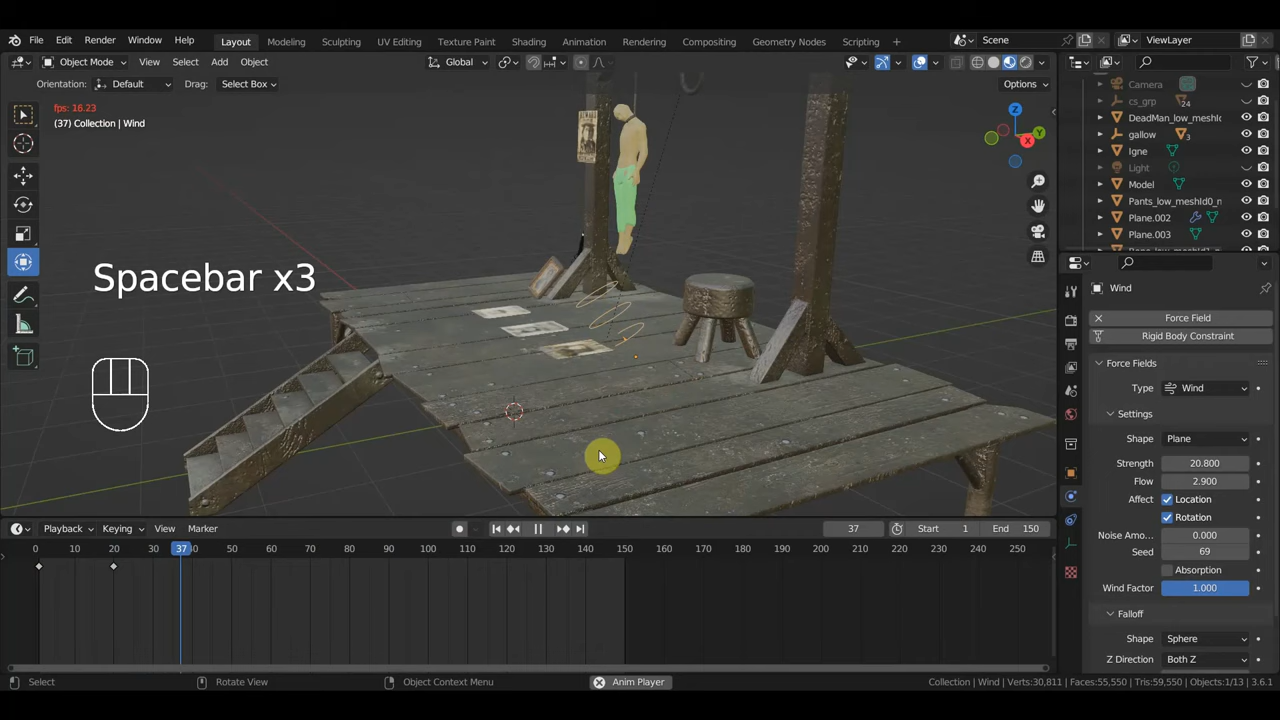 File Edit Render Window Help Layout Modeling Sculpting UV Editing Texture Paint Shading Animation Rendering Compositing Geometry Nodes Scripting + Scene ViewLayer
Object Mode View Select Add Object Global
Orientation: Default Drag: Select Box Options
fps: 16.23
(37) Collection | Wind
Spacebar x3
Z
Y
X
Camera
cs_grp 24
DeadMan_low_meshId
gallow 3
Igne
Light
Model
Pants_low_meshId0_n
Plane.002
Plane.003
Wind
Force Field
Rigid Body Constraint
Force Fields
Type Wind
Settings
Shape Plane
Strength 20.800
Flow 2.900
Affect Location
Rotation
Noise Amo... 0.000
Seed 69
Absorption
Wind Factor 1.000
Falloff
Shape Sphere
Z Direction Both Z
Playback Keying View Marker 37 Start 1 End 150
0 10 20 30 37 40 50 60 70 80 90 100 110 120 130 140 150 160 170 180 190 200 210 220 230 240 250
Select Rotate View Object Context Menu Anim Player Collection | Wind | Verts:30,811 | Faces:55,550 | Tris:59,550 | Objects:1/13 | 3.6.1